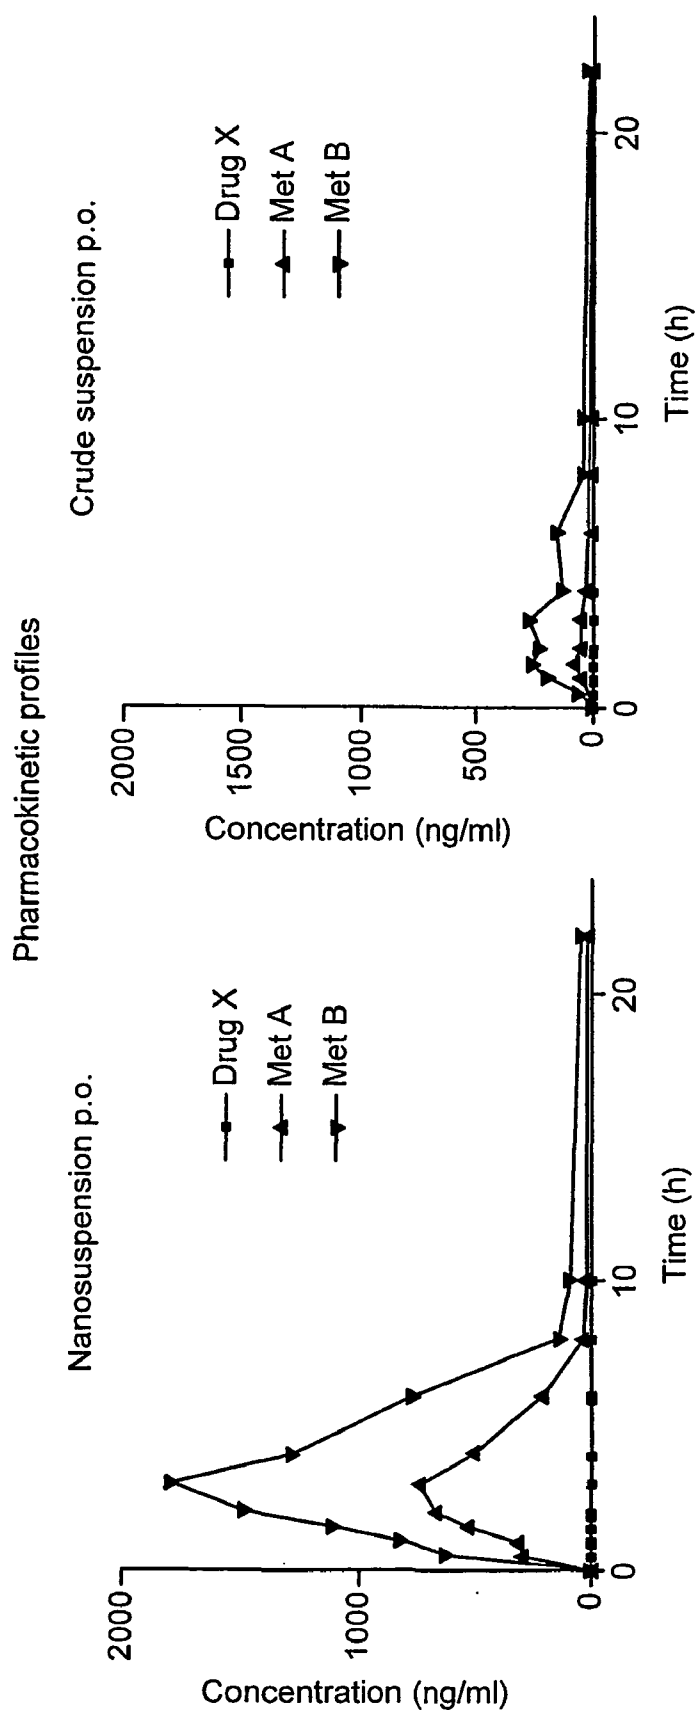 Pharmacokinetic profiles
Nanosuspension p.o.
Concentration (ng/ml)
2000
1000
0
Drug X
Met A
Met B
0
10
20
Time (h)
Crude suspension p.o.
Concentration (ng/ml)
2000
1500
1000
500
0
Drug X
Met A
Met B
0
10
20
Time (h)